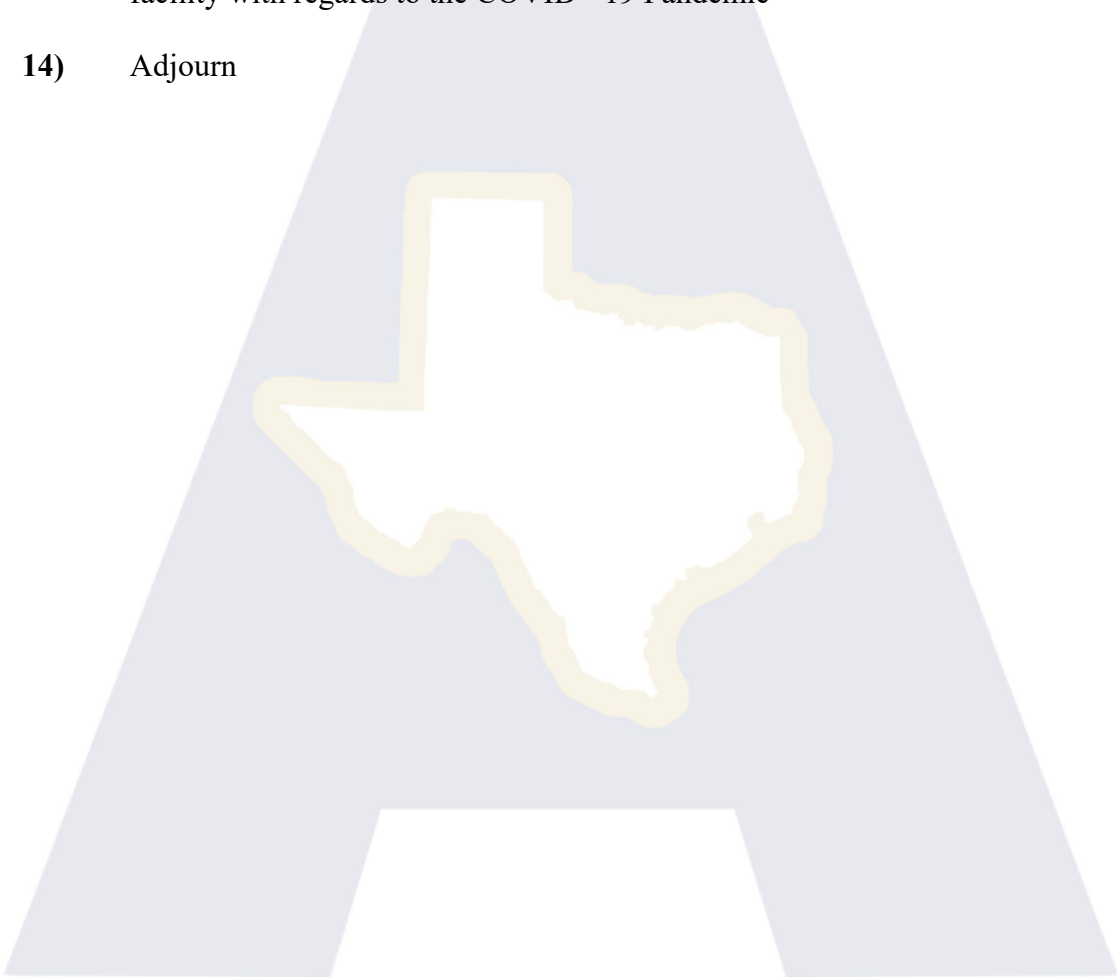 facility with regards to the COVID - 19 Pandemic
14) Adjourn